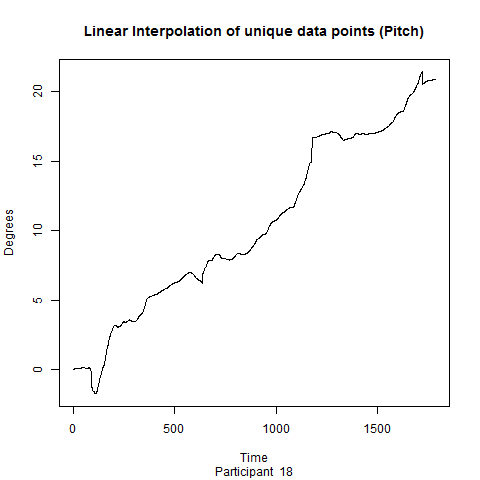 Linear Interpolation of unique data points (Pitch)
Degrees
20
15
10
5
0
0 500 1000 1500
Time
Participant 18